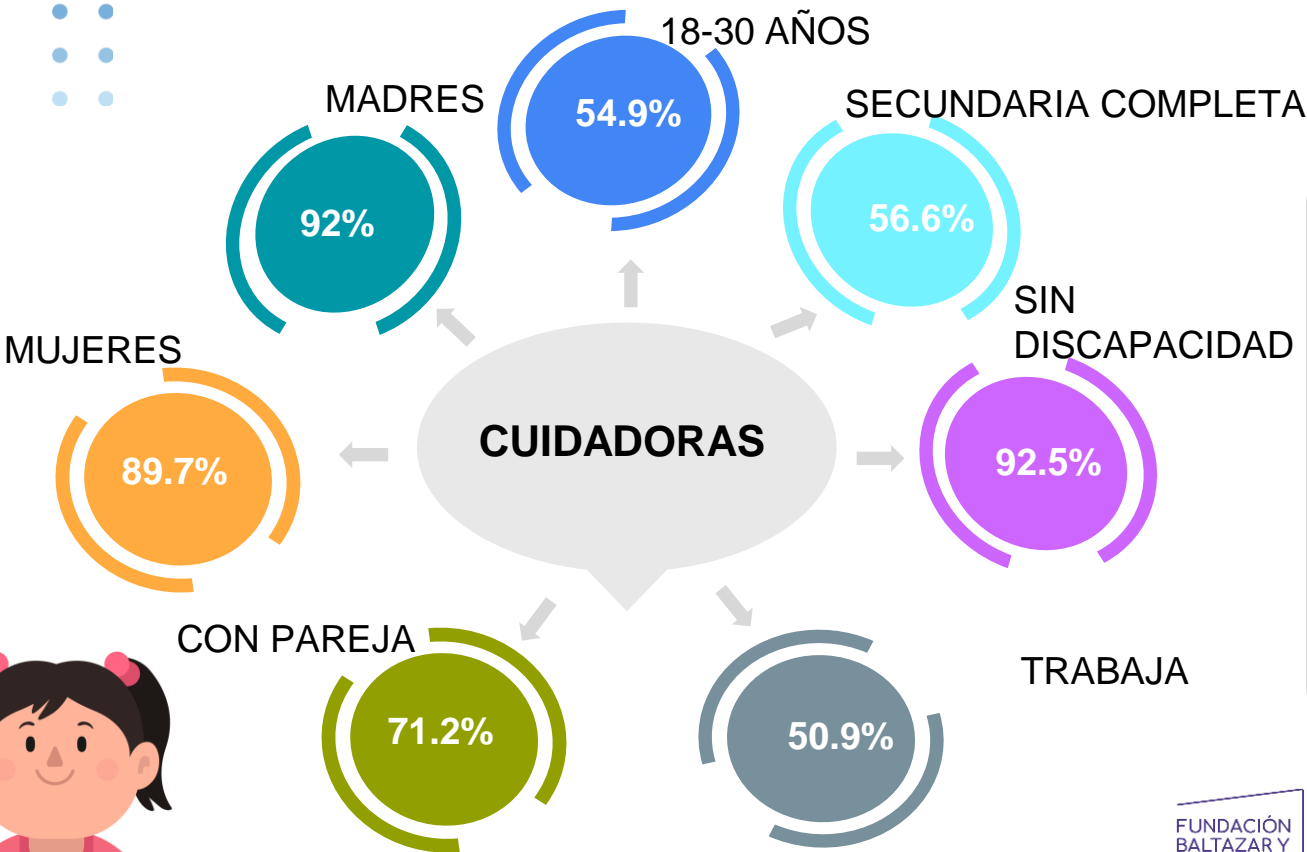 18-30 AÑOS
54.9%
MADRES
92%
SECUNDARIA COMPLETA
56.6%
SIN
DISCAPACIDAD
92.5%
MUJERES
89.7%
CUIDADORAS
CON PAREJA
71.2%
TRABAJA
50.9%
FUNDACIÓN
BALTAZAR Y